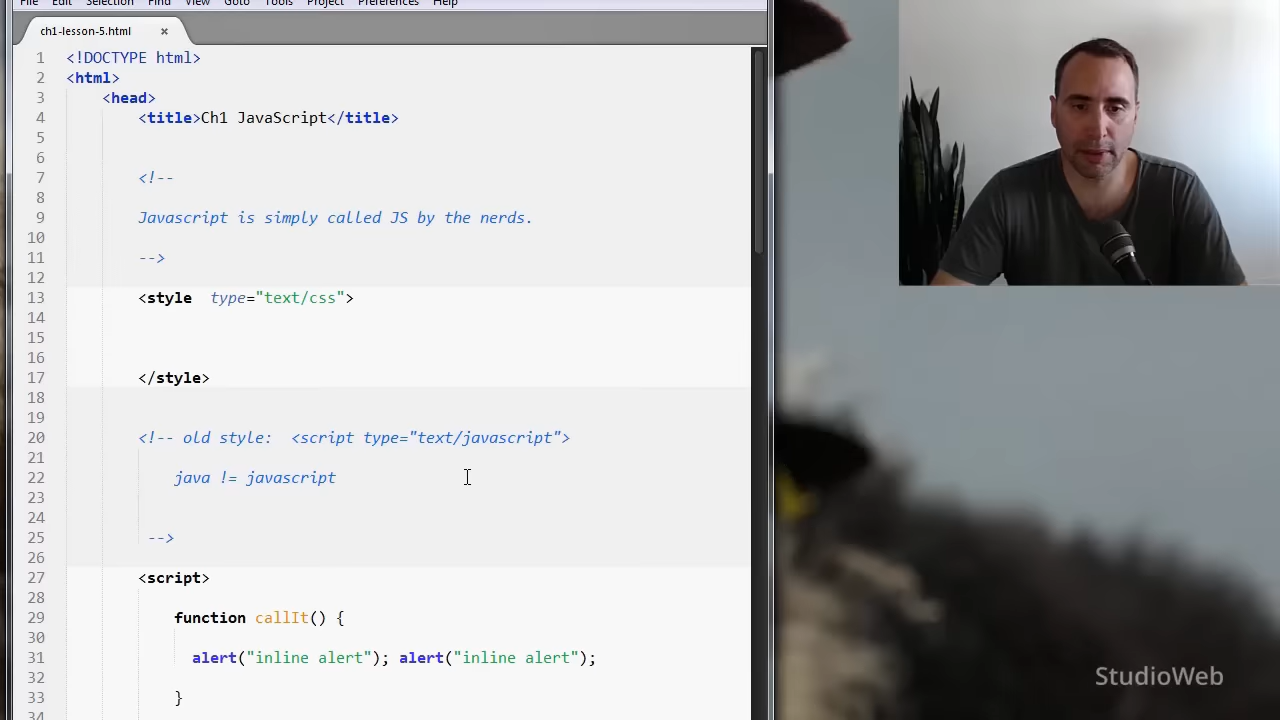 File Edit Selection Find View Goto Tools Project Preferences Help
ch1-lesson-5.html ×
1 <!DOCTYPE html>
2 <html>
3 <head>
4 <title>Ch1 JavaScript</title>
5
6
7 <!--
8
9 Javascript is simply called JS by the nerds.
10
11 -->
12
13 <style  type="text/css">
14
15
16
17 </style>
18
19
20 <!-- old style:  <script type="text/javascript">
21
22 java != javascript
23
24
25 -->
26
27 <script>
28
29 function callIt() {
30
31 alert("inline alert"); alert("inline alert");
32
33 }
34
StudioWeb